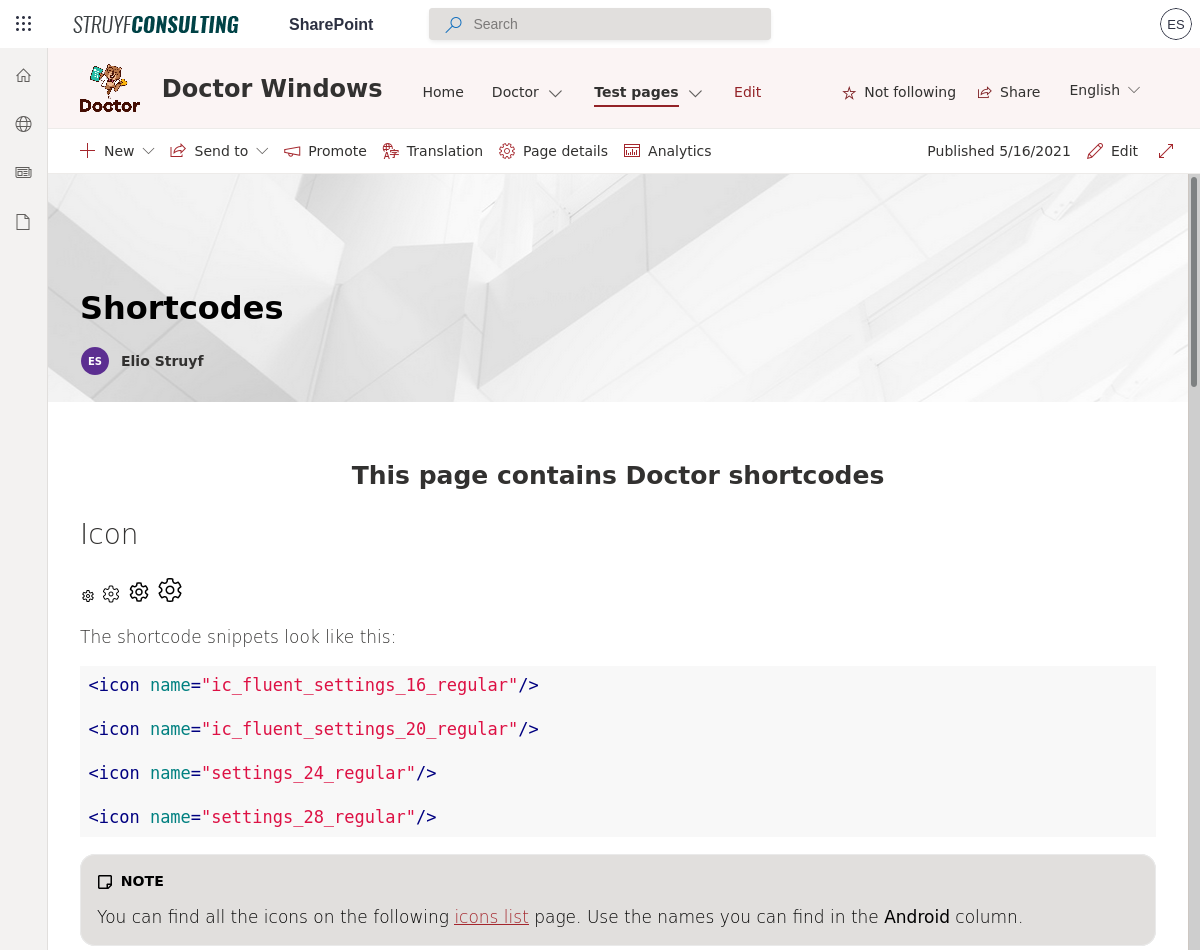 STRUYFCONSULTING SharePoint Search ES
Doctor Doctor Windows Home Doctor Test pages Edit Not following Share English
New Send to Promote Translation Page details Analytics Published 5/16/2021 Edit
Shortcodes
ES Elio Struyf
This page contains Doctor shortcodes
Icon
The shortcode snippets look like this:
<icon name="ic_fluent_settings_16_regular"/>
<icon name="ic_fluent_settings_20_regular"/>
<icon name="settings_24_regular"/>
<icon name="settings_28_regular"/>
NOTE
You can find all the icons on the following icons list page. Use the names you can find in the Android column.